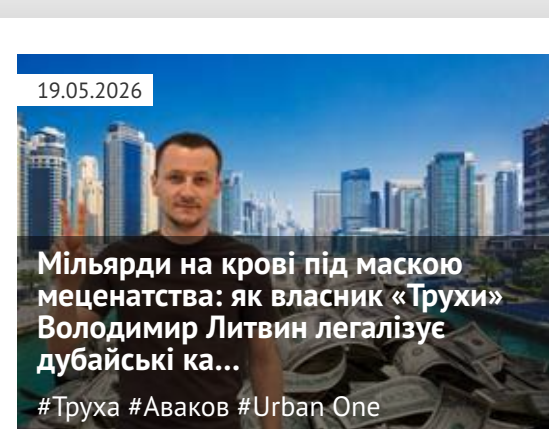 19.05.2026
Мільярди на крові під маскою
меценатства: як власник «Трухи»
Володимир Литвин легалізує
дубайські ка...
#Труха #Аваков #Urban One